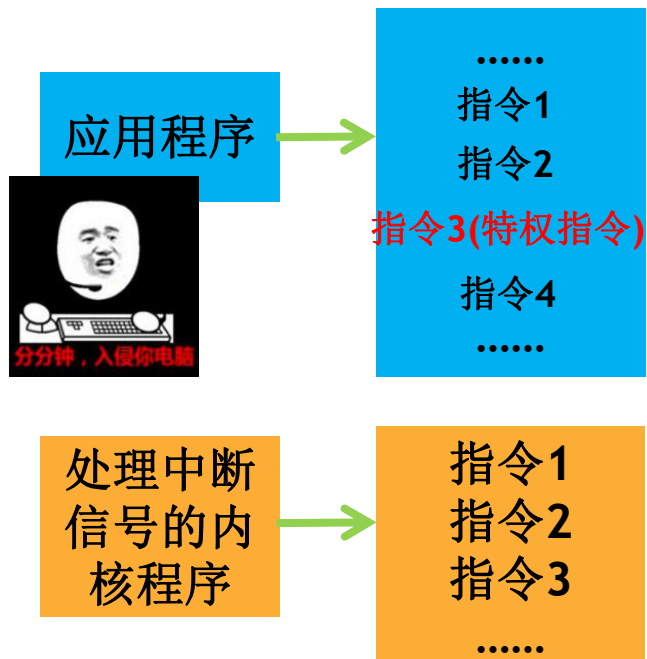 应用程序
......
指令1
指令2
指令3(特权指令)
指令4
......
分分钟，入侵你电脑
处理中断
信号的内
核程序
指令1
指令2
指令3
......